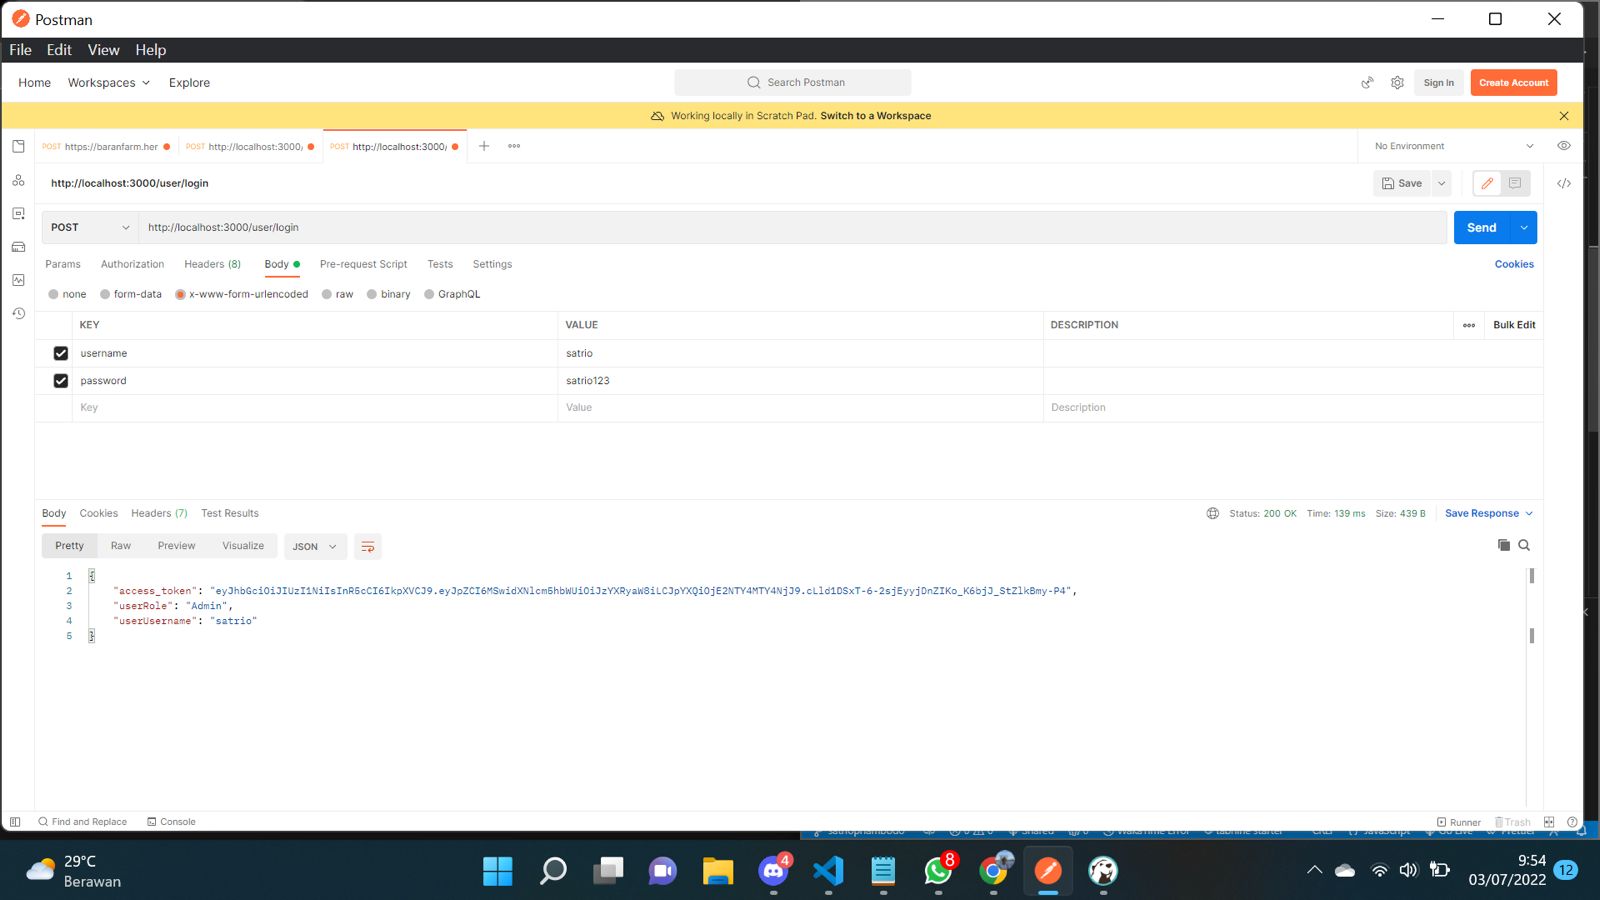 Postman
File Edit View Help
Home Workspaces Explore Search Postman Sign In Create Account
Working locally in Scratch Pad. Switch to a Workspace
POST https://baranfarm.her POST http://localhost:3000/ POST http://localhost:3000/ No Environment
http://localhost:3000/user/login Save
POST http://localhost:3000/user/login Send
Params Authorization Headers (8) Body Pre-request Script Tests Settings Cookies
none form-data x-www-form-urlencoded raw binary GraphQL
KEY VALUE DESCRIPTION Bulk Edit
username satrio
password satrio123
Key Value Description
Body Cookies Headers (7) Test Results Status: 200 OK Time: 139 ms Size: 439 B Save Response
Pretty Raw Preview Visualize JSON
1 {
2 "access_token": "eyJhbGciOiJIUzI1NiIsInR5cCI6IkpXVCJ9.eyJpZCI6MSwidXNlcm5hbWUiOiJzYXRyaW8iLCJpYXQiOjE2NTY4MTY4NjJ9.cLld1DSxT-6-2sjEyyjDnZIKo_K6bjJ_StZlkBmy-P4",
3 "userRole": "Admin",
4 "userUsername": "satrio"
5 }
Find and Replace Console Runner Trash
29°C
Berawan
4
8
9:54
03/07/2022
12